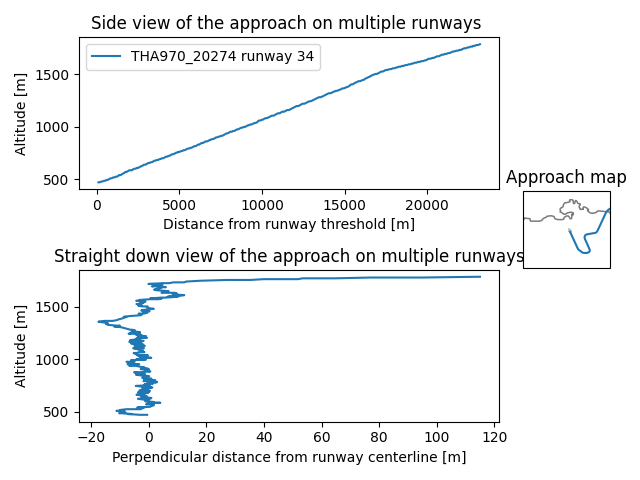 Side view of the approach on multiple runways
THA970_20274 runway 34
Altitude [m]
1500
1000
500
0 5000 10000 15000 20000
Distance from runway threshold [m]
Approach map
Straight down view of the approach on multiple runways
Altitude [m]
1500
1000
500
−20 0 20 40 60 80 100 120
Perpendicular distance from runway centerline [m]